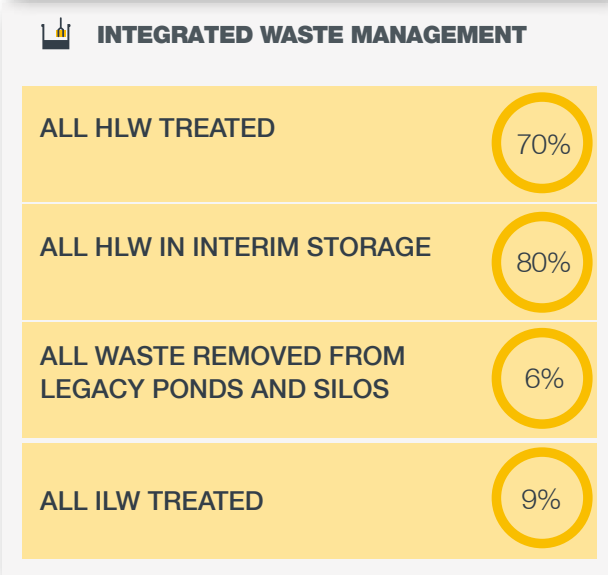 INTEGRATED WASTE MANAGEMENT
ALL HLW TREATED
70%
ALL HLW IN INTERIM STORAGE
80%
ALL WASTE REMOVED FROM
LEGACY PONDS AND SILOS
6%
ALL ILW TREATED
9%